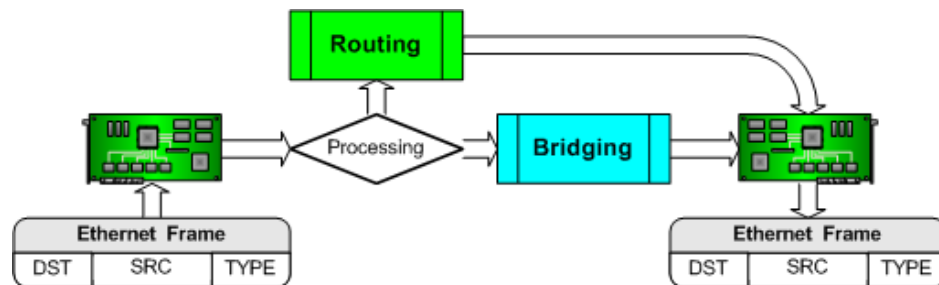 Routing
Processing
Bridging
Ethernet Frame
DST SRC TYPE
Ethernet Frame
DST SRC TYPE